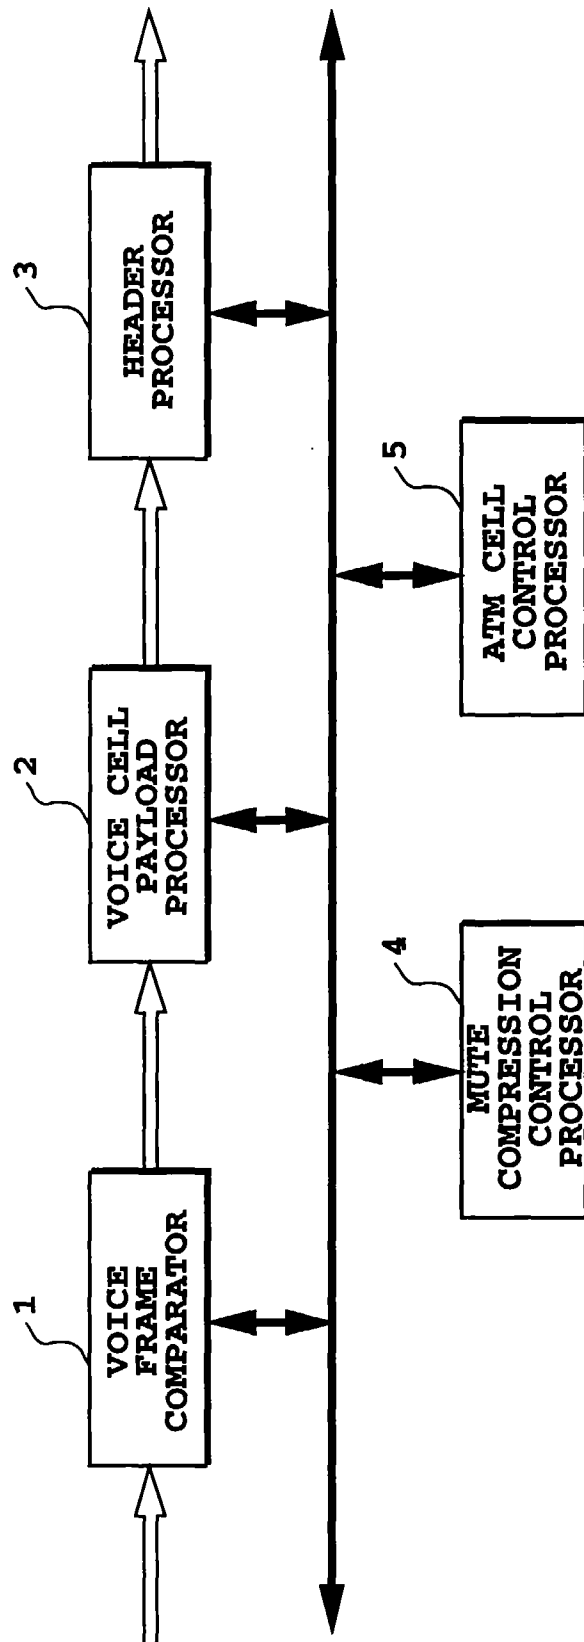 1
VOICE
FRAME
COMPARATOR
2
VOICE CELL
PAYLOAD
PROCESSOR
3
HEADER
PROCESSOR
4
MUTE
COMPRESSION
CONTROL
PROCESSOR
5
ATM CELL
CONTROL
PROCESSOR